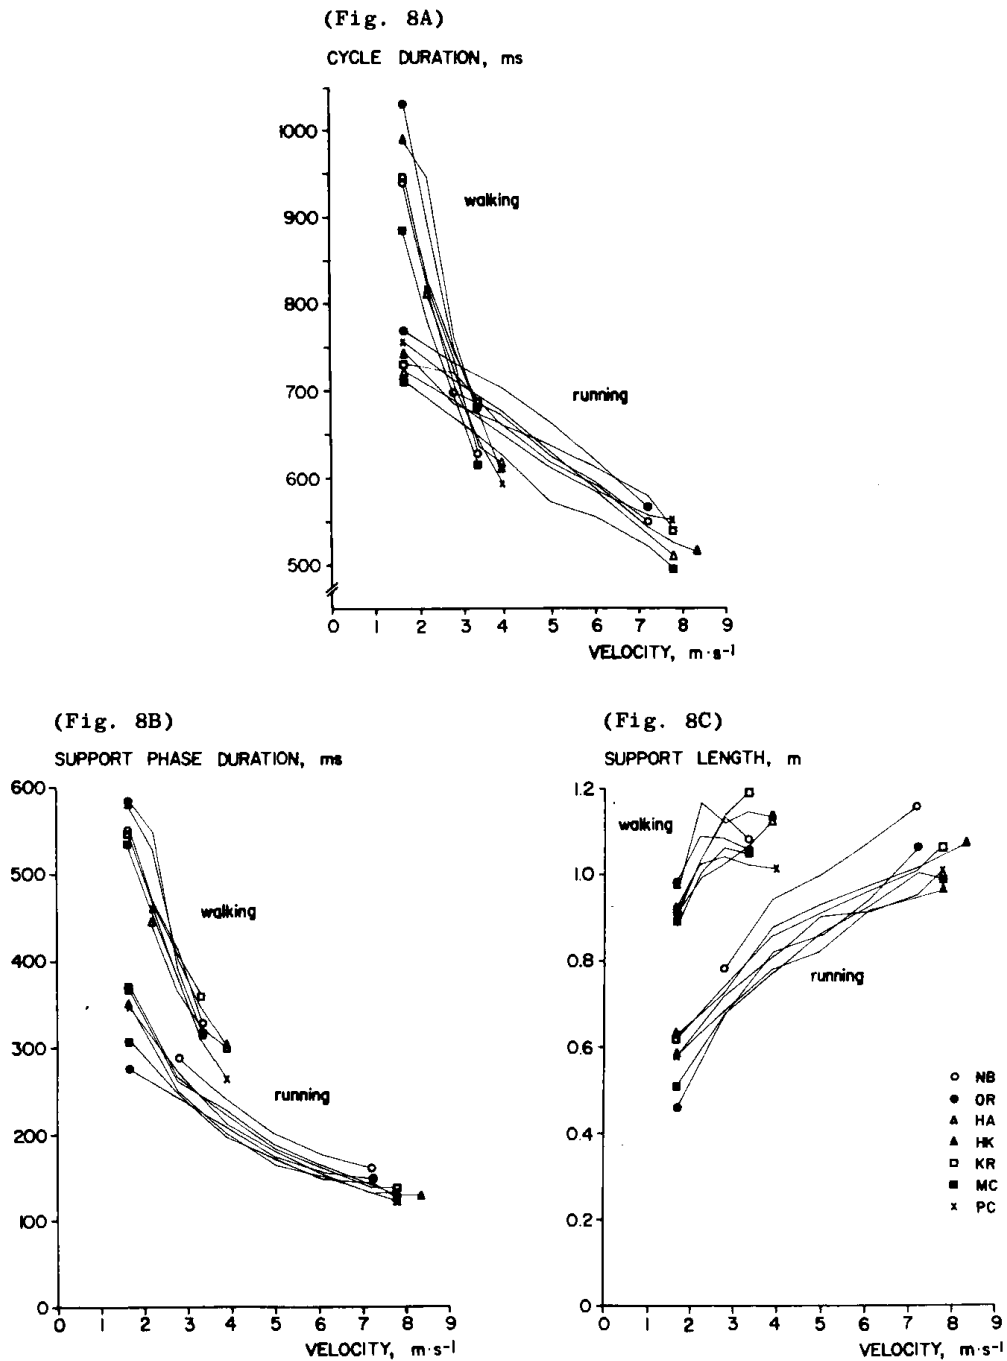 (Fig. 8A)
CYCLE DURATION, ms
1000
900
800
700
600
500
walking
running
0 1 2 3 4 5 6 7 8 9
VELOCITY, m·s-1
(Fig. 8B)
SUPPORT PHASE DURATION, ms
600
500
400
300
200
100
0
walking
running
0 1 2 3 4 5 6 7 8 9
VELOCITY, m·s-1
(Fig. 8C)
SUPPORT LENGTH, m
1.2
1.0
0.8
0.6
0.4
0.2
0
walking
running
NB
OR
HA
HK
KR
MC
PC
0 1 2 3 4 5 6 7 8 9
VELOCITY, m·s-1